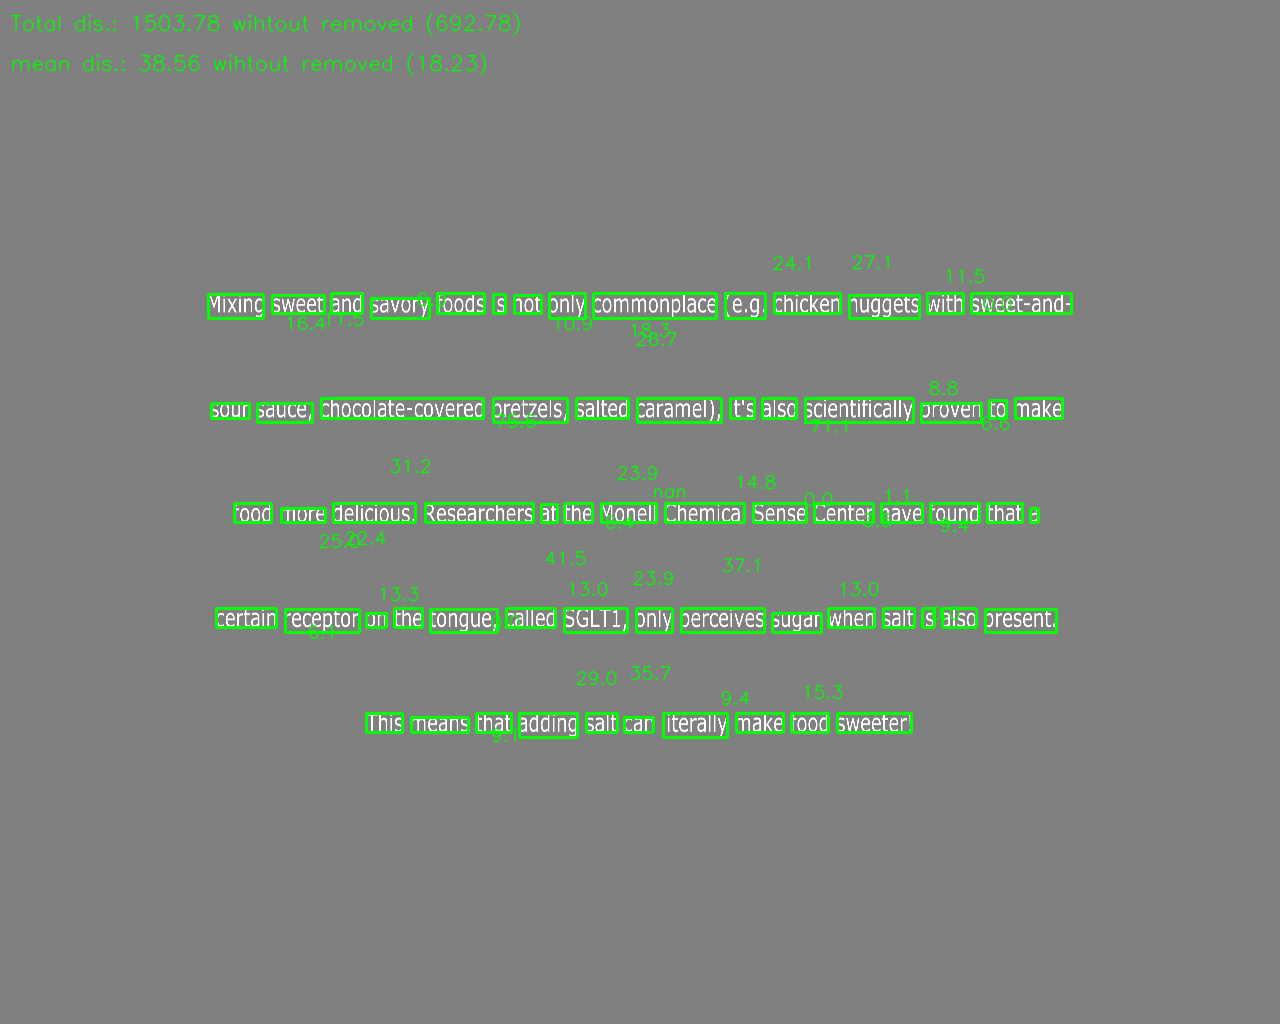 Total dis.: 1503.78 wihtout removed (692.78)
mean dis.: 38.56 wihtout removed (18.23)
24.1 27.1 11.5
Mixing sweet and savory foods is not only commonplace (e.g. chicken nuggets with sweet-and-
16.4 11.5 10.9 18.3 26.7
8.8
sour sauce, chocolate-covered pretzels, salted caramel), it's also scientifically proven to make
71.1
31.2 23.9 nan 14.8 0.0 1.1
food more delicious. Researchers at the Monell Chemical Sense Center have found that a
22.4 41.5 23.9 37.1
13.3 13.0 13.0
certain receptor on the tongue, called SGLT1, only perceives sugar when salt is also present.
29.0 35.7 9.4 15.3
This means that adding salt can literally make food sweeter